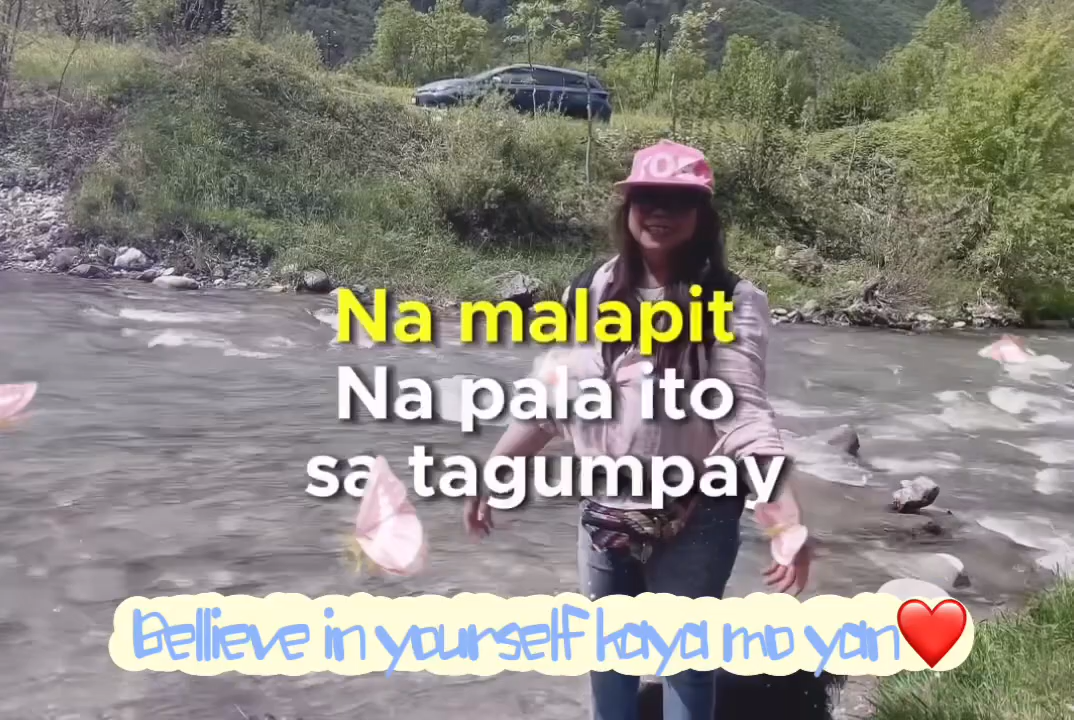 Na malapit
Na pala ito
sa tagumpay
Bellieve in yourself kaya mo yan❤️